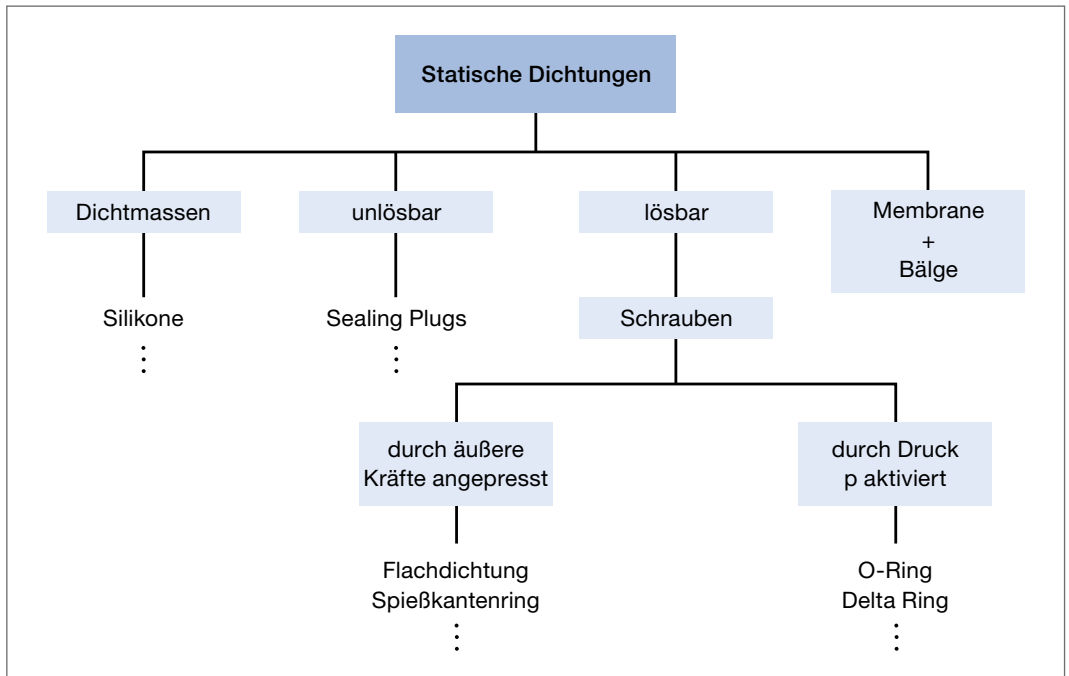 Statische Dichtungen
Dichtmassen
unlösbar
lösbar
Membrane
+
Bälge
Silikone
Sealing Plugs
Schrauben
durch äußere
Kräfte angepresst
durch Druck
p aktiviert
Flachdichtung
Spießkantenring
O-Ring
Delta Ring